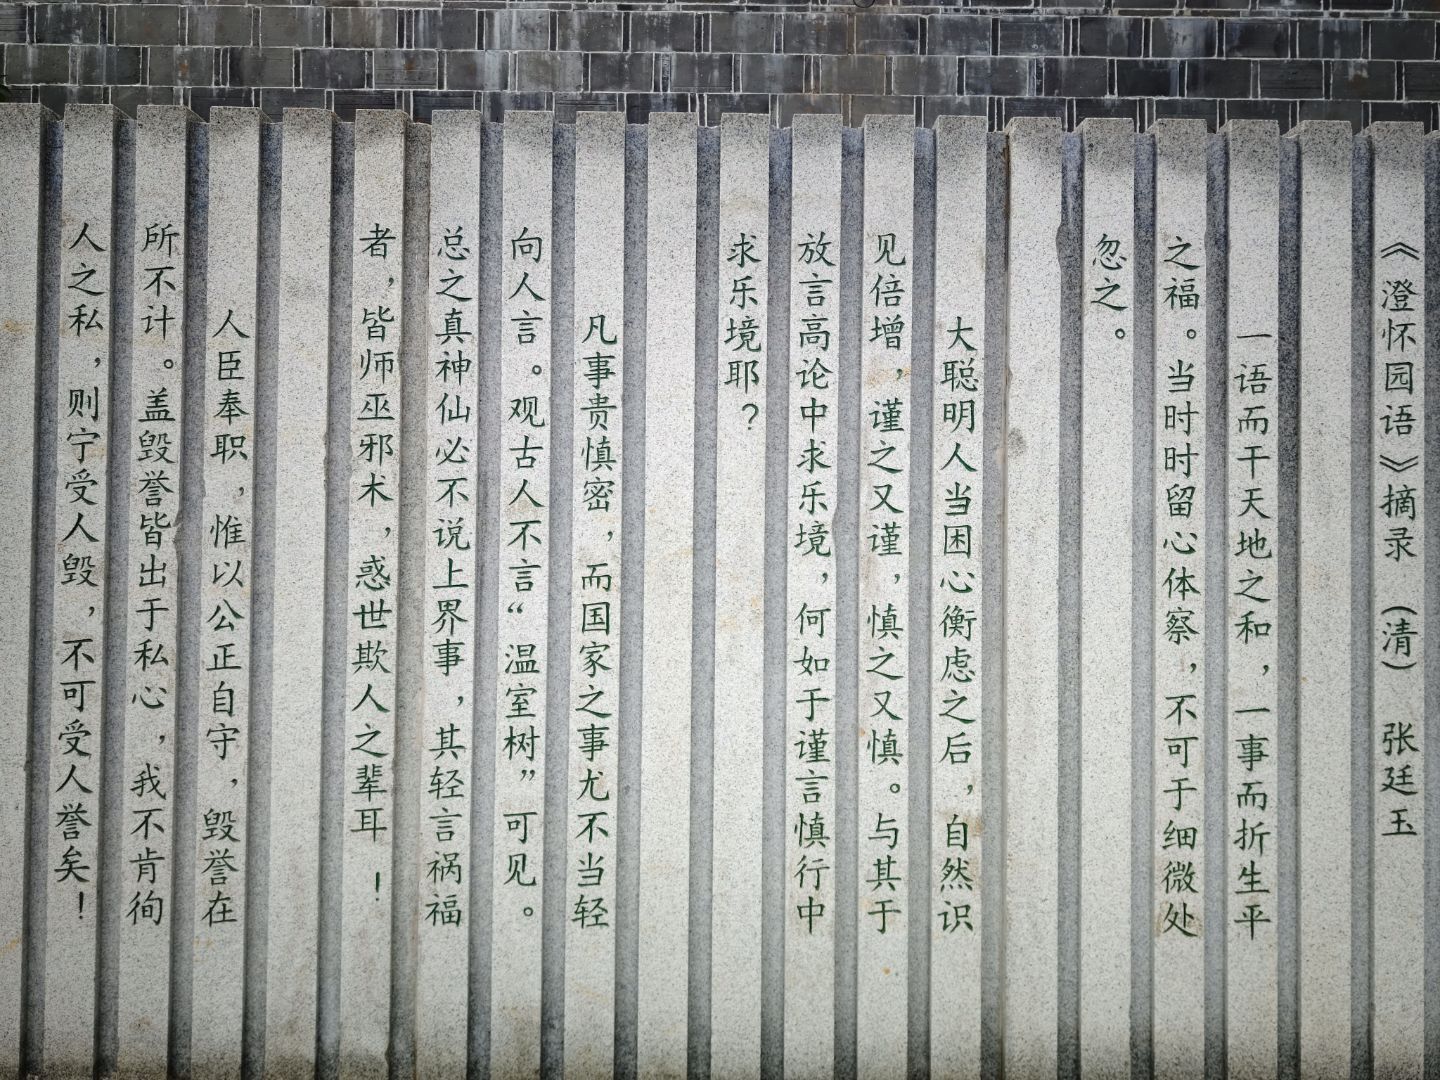 《澄怀园语》摘录 （清） 张廷玉
一语而干天地之和，一事而折生平
之福。当时时留心体察，不可于细微处
忽之。
大聪明人当困心衡虑之后，自然识
见倍增，谨之又谨，慎之又慎。与其于
放言高论中求乐境，何如于谨言慎行中
求乐境耶？
凡事贵慎密，而国家之事尤不当轻
向人言。观古人不言“温室树”可见。
总之真神仙必不说上界事，其轻言祸福
者，皆师巫邪术，惑世欺人之辈耳！
人臣奉职，惟以公正自守，毁誉在
所不计。盖毁誉皆出于私心，我不肯徇
人之私，则宁受人毁，不可受人誉矣！